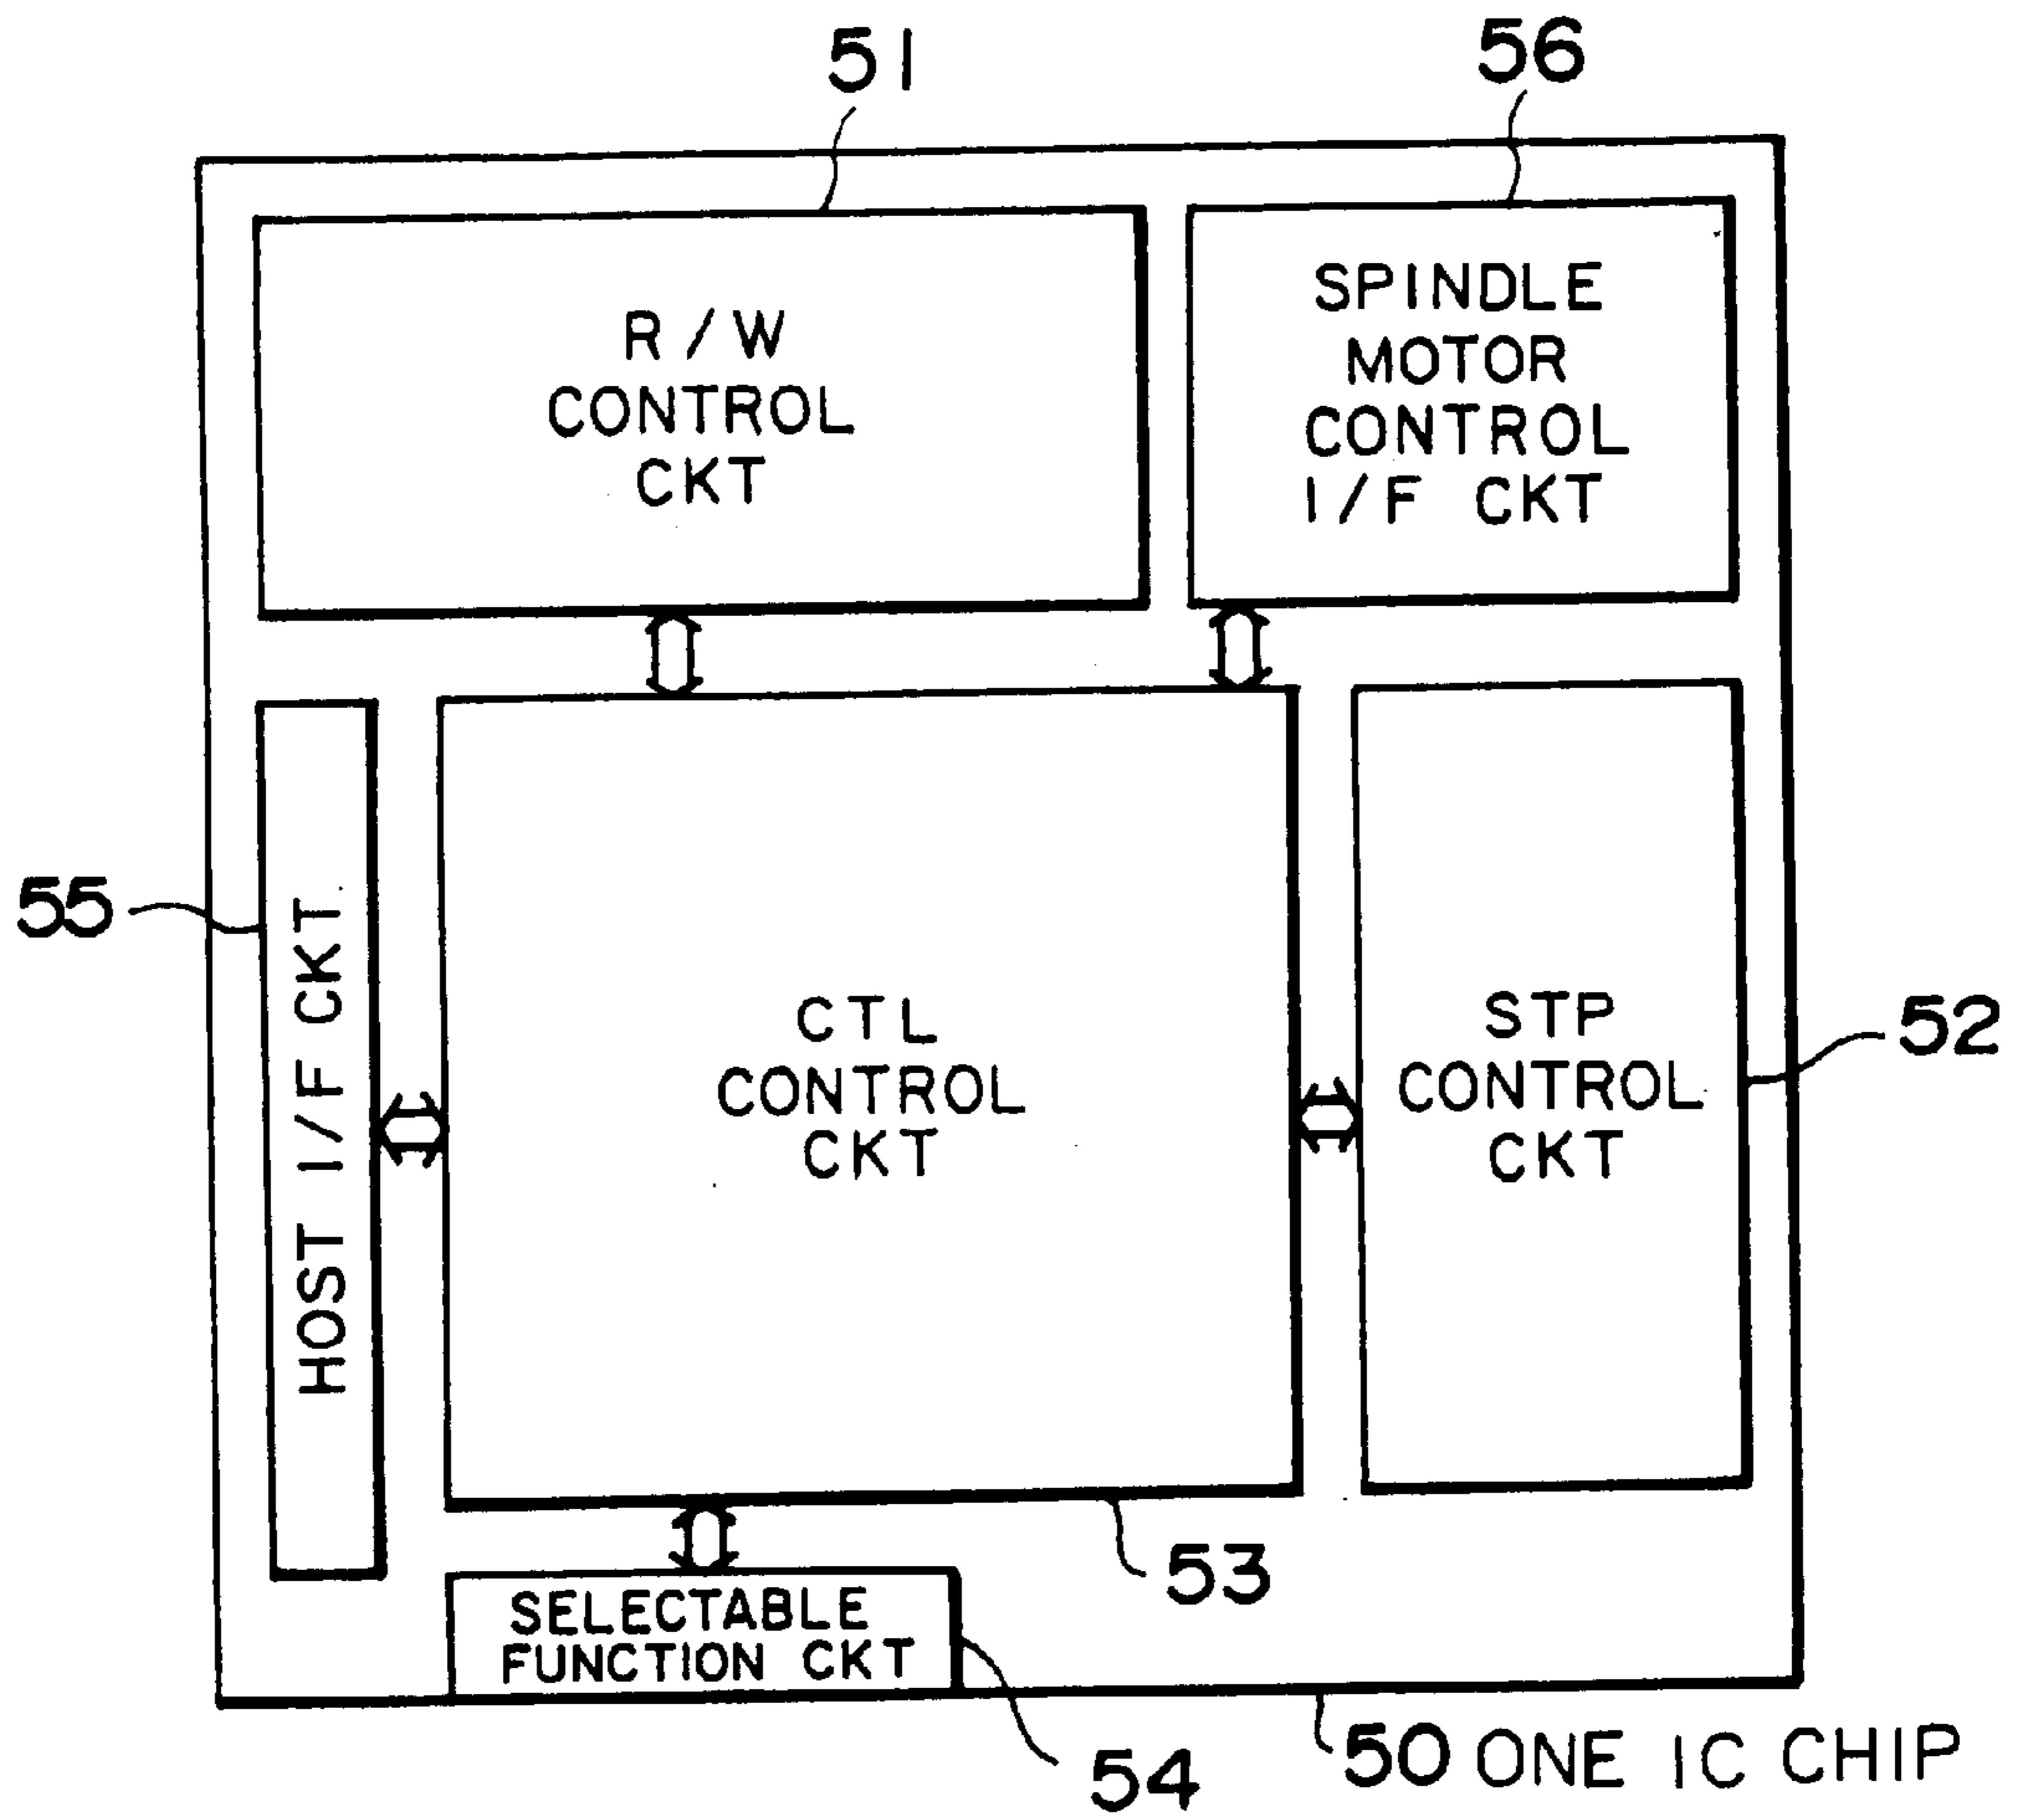 51
56
R/W
CONTROL
CKT
SPINDLE
MOTOR
CONTROL
I/F CKT
55
HOST I/F CKT
CTL
CONTROL
CKT
STP
CONTROL
CKT
52
53
SELECTABLE
FUNCTION CKT
54
50 ONE IC CHIP